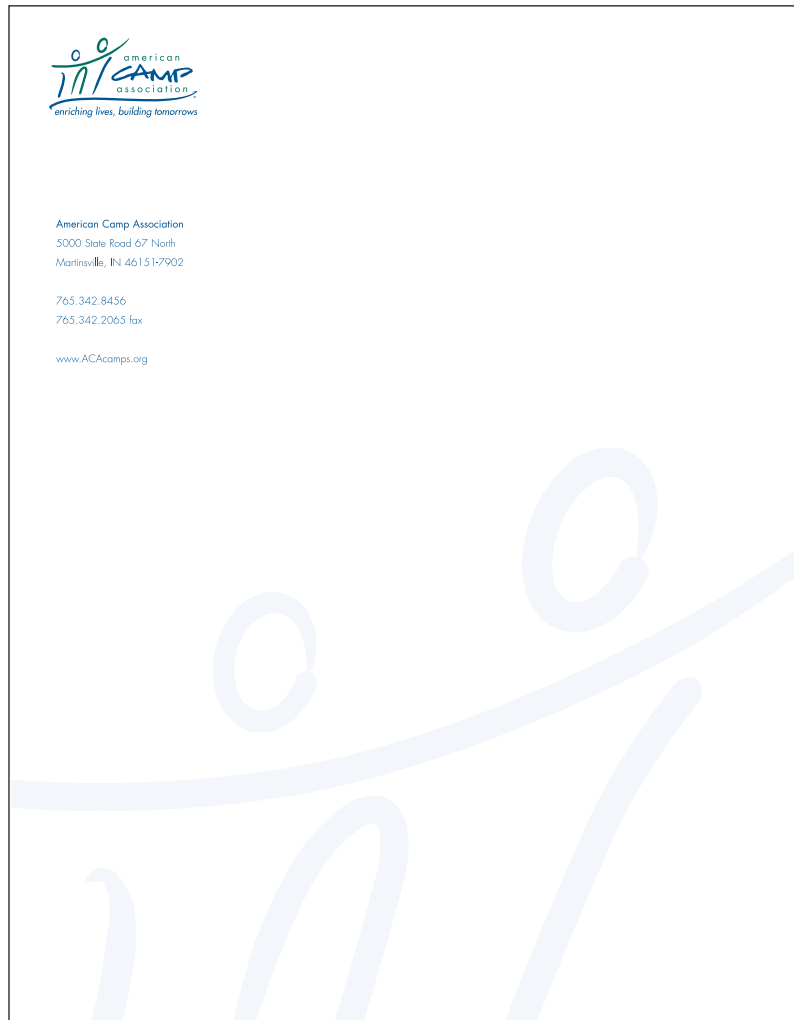 american
CAMP
association
enriching lives, building tomorrows
American Camp Association
5000 State Road 67 North
Martinsville, IN 46151-7902
765.342.8456
765.342.2065 fax
www.ACAcamps.org